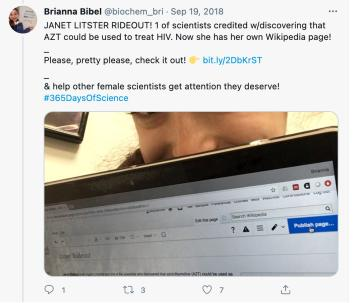 Brianna Bibel @biochem_bri · Sep 19, 2018
JANET LITSTER RIDEOUT! 1 of scientists credited w/discovering that
AZT could be used to treat HIV. Now she has her own Wikipedia page!
_
Please, pretty please, check it out! 👉 bit.ly/2DbKrST
_
& help other female scientists get attention they deserve!
#365DaysOfScience
Brianna
Edit this page
Search Wikipedia
Publish page...
1 3 7